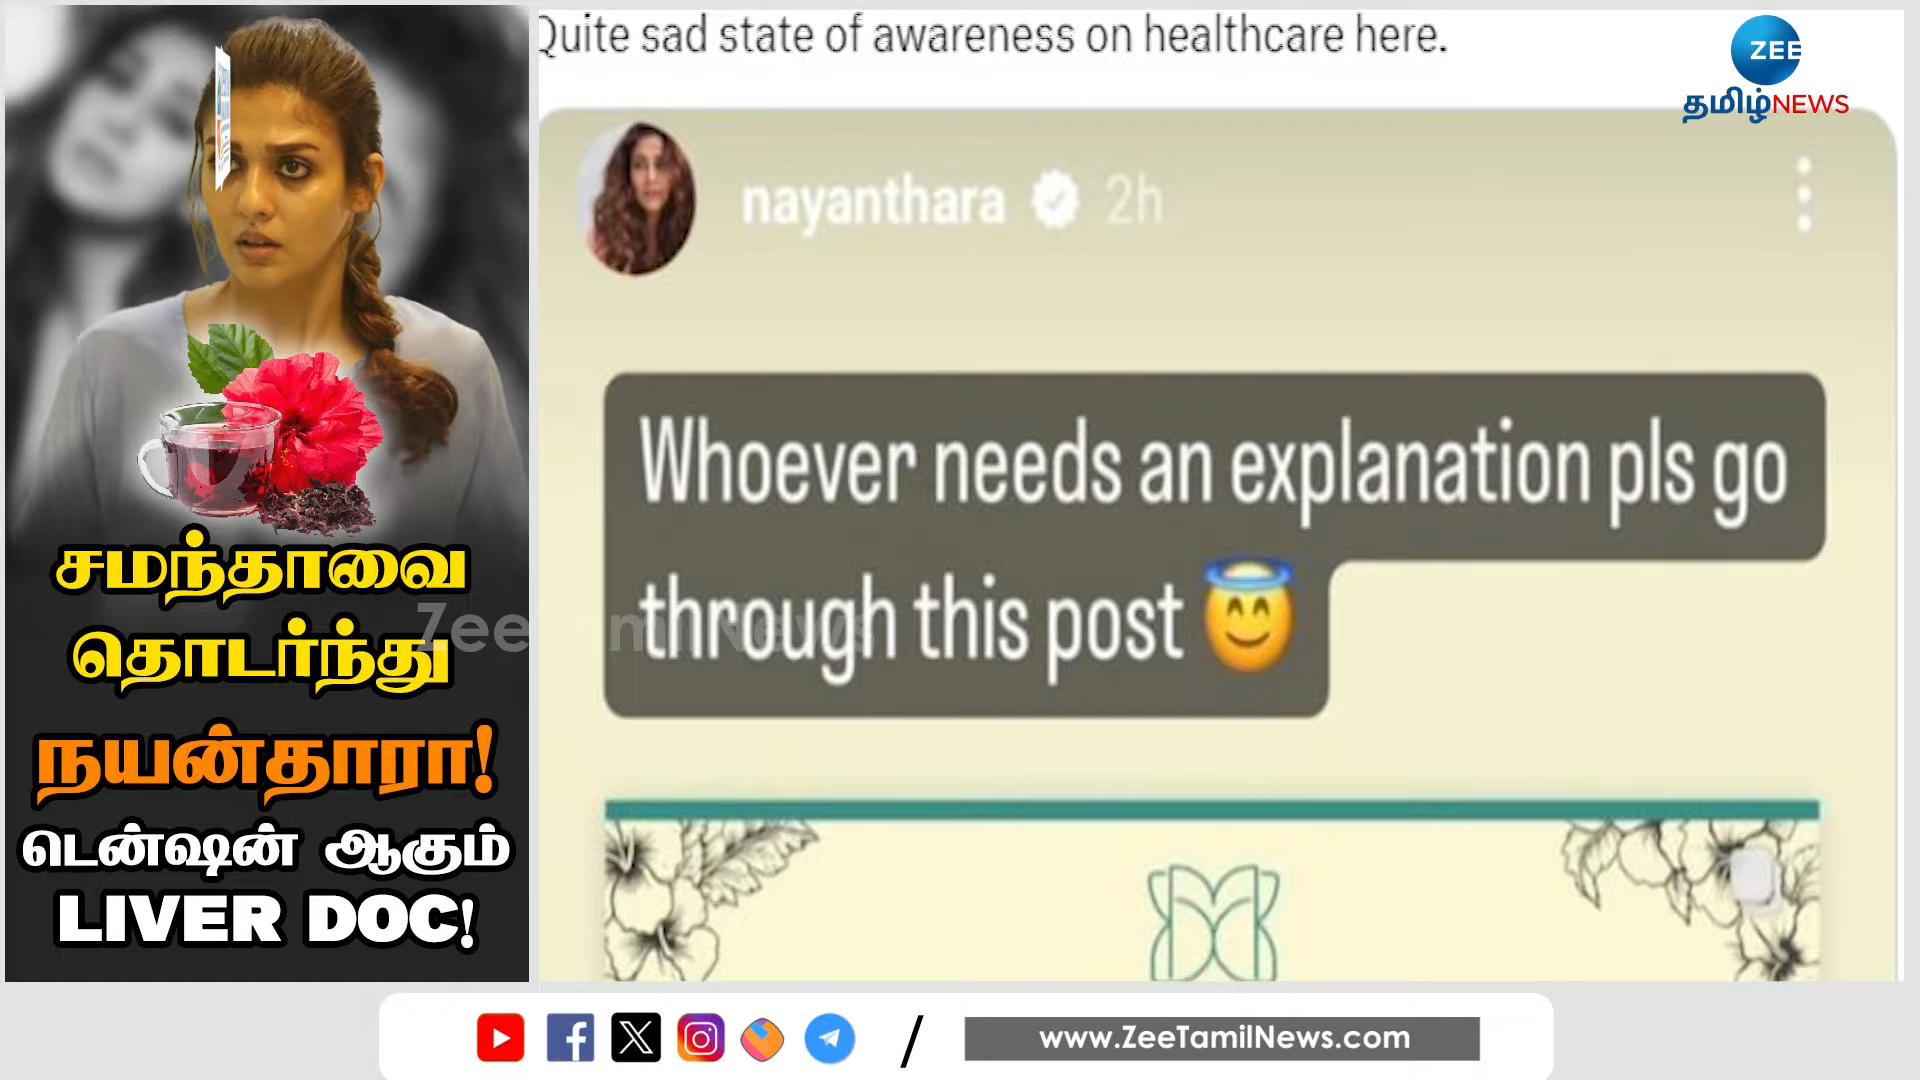 Quite sad state of awareness on healthcare here.
ZEE
தமிழ்NEWS
nayanthara 2h
Whoever needs an explanation pls go
through this post 😇
சமந்தாவை
தொடர்ந்து
நயன்தாரா!
டென்ஷன் ஆகும்
LIVER DOC!
ZeeTamilNews
/ www.ZeeTamilNews.com